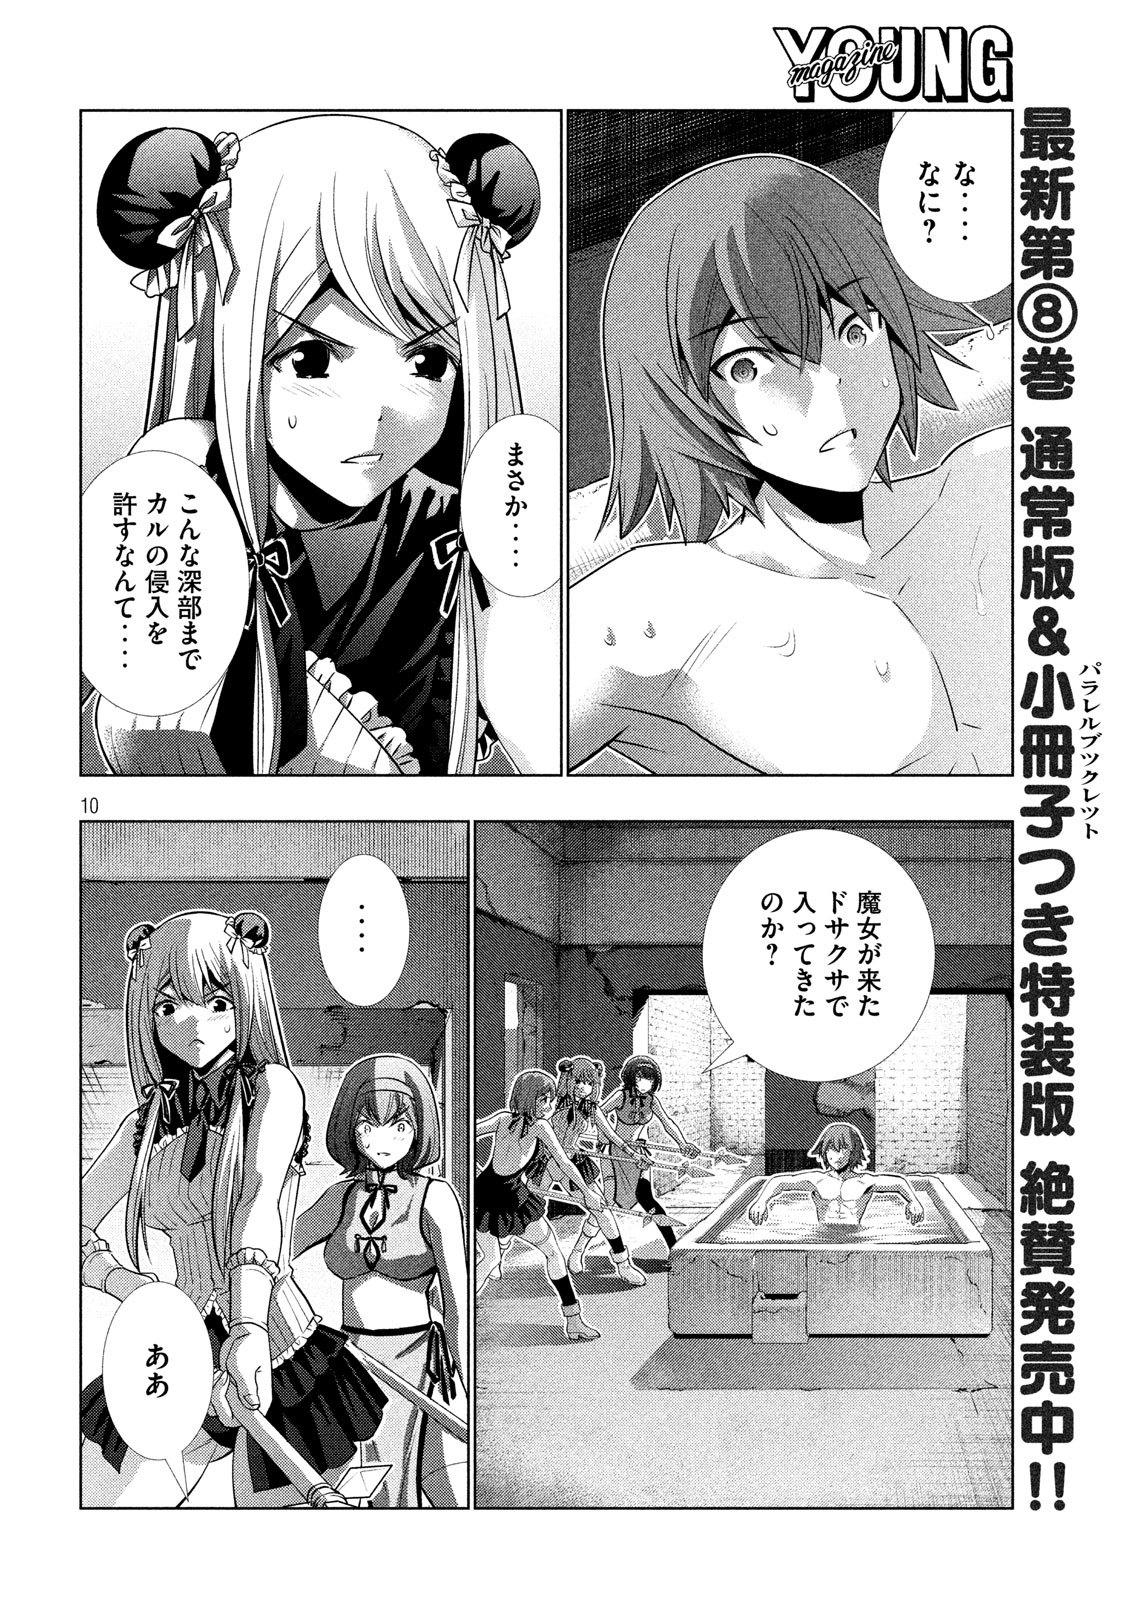 YOUNG
magazine
な‥‥
なに？
まさか‥‥
こんな深部まで
カルの侵入を
許すなんて‥‥
10
魔女が来た
ドサクサで
入ってきた
のか？
‥‥
ああ
最新第⑧巻 通常版&小冊子つき特装版 絶賛発売中!!
パラレルブックレット